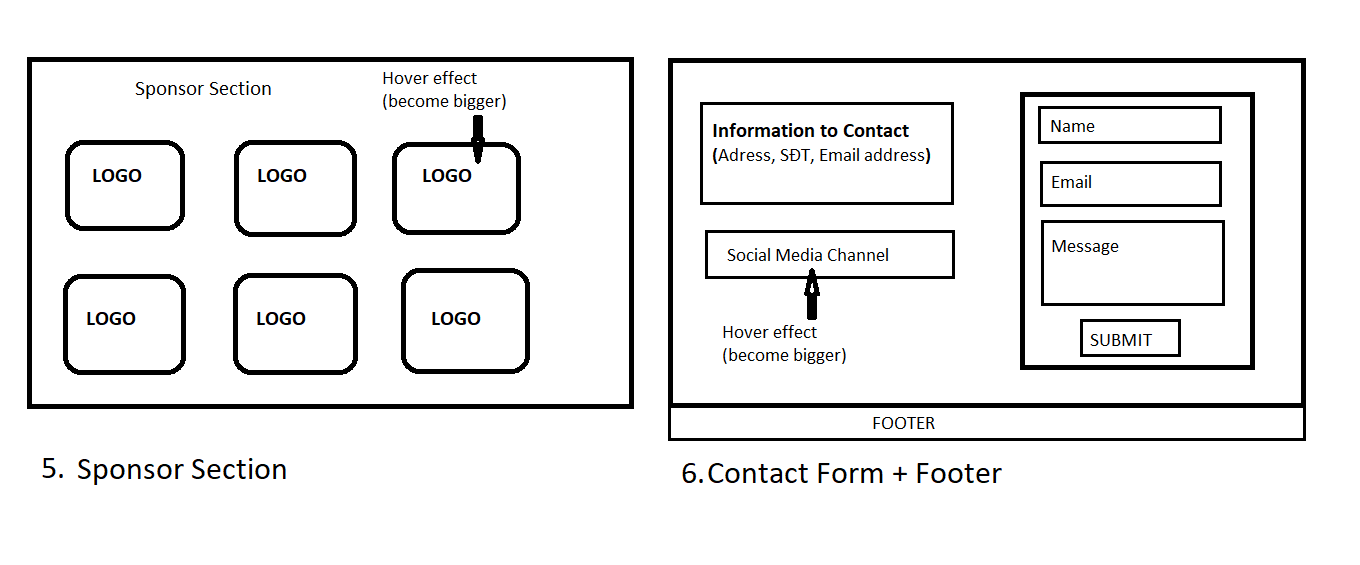 Sponsor Section
Hover effect
(become bigger)
LOGO
LOGO
LOGO
LOGO
LOGO
LOGO
5. Sponsor Section
Information to Contact
(Adress, SĐT, Email address)
Social Media Channel
Hover effect
(become bigger)
Name
Email
Message
SUBMIT
FOOTER
6.Contact Form + Footer